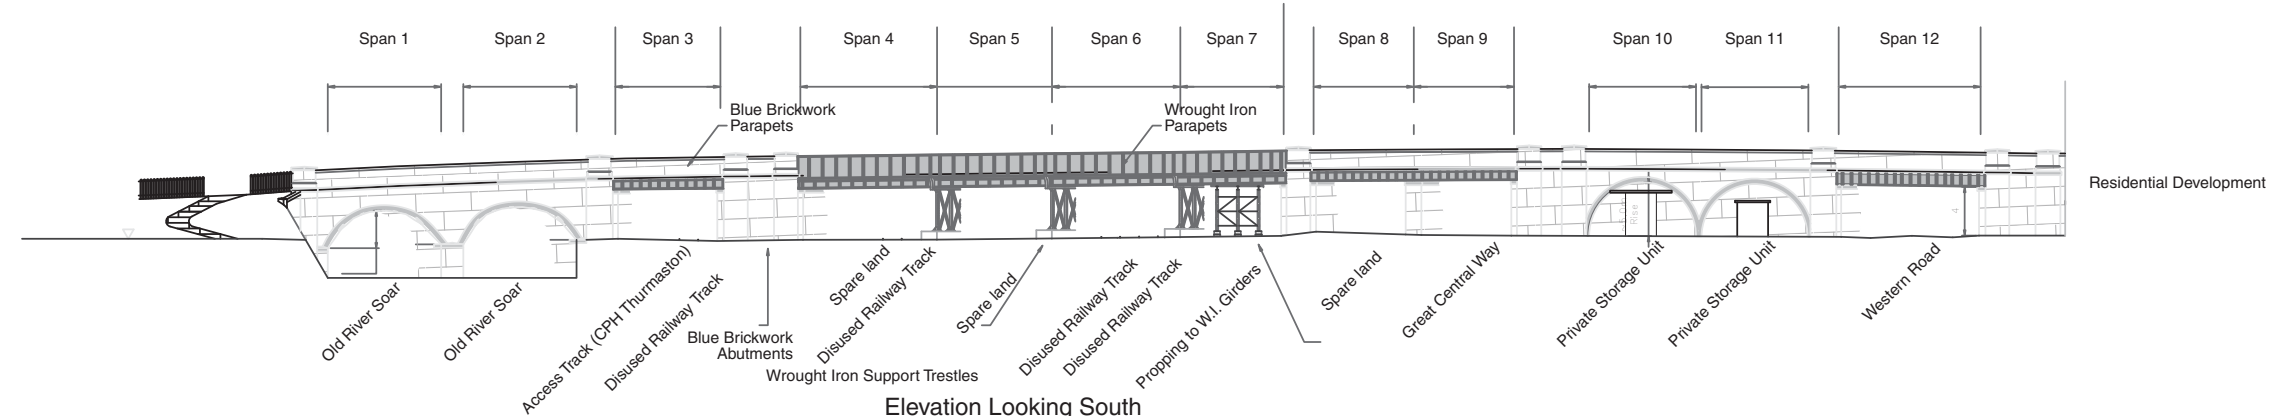 Span 1
Span 2
Span 3
Span 4
Span 5
Span 6
Span 7
Span 8
Span 9
Span 10
Span 11
Span 12
Blue Brickwork
Parapets
Wrought Iron
Parapets
Residential Development
Rise
4
Old River Soar
Old River Soar
Access Track (CPH Thurmaston)
Disused Railway Track
Blue Brickwork
Abutments
Spare land
Disused Railway Track
Spare land
Disused Railway Track
Disused Railway Track
Propping to W.I. Girders
Spare land
Great Central Way
Private Storage Unit
Private Storage Unit
Western Road
Wrought Iron Support Trestles
Elevation Looking South